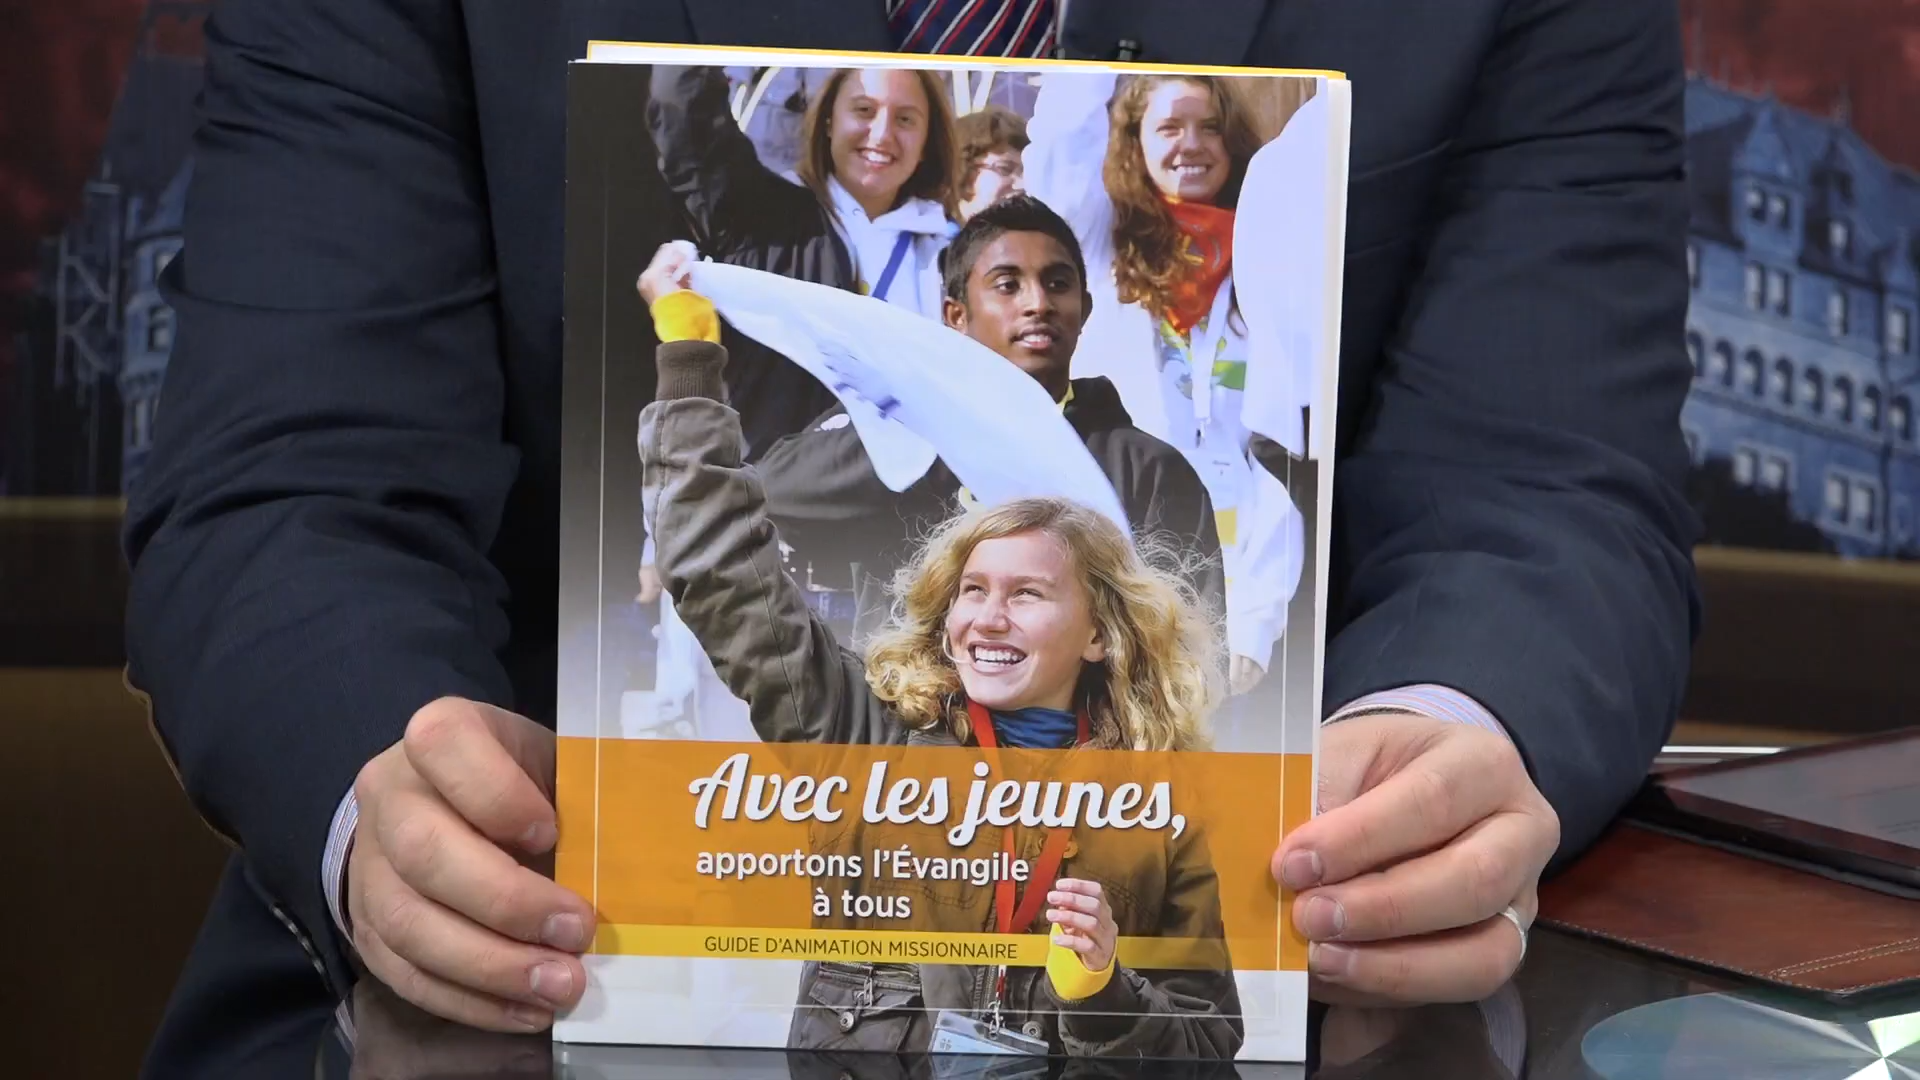 Avec les jeunes,
apportons l'Évangile
à tous
GUIDE D'ANIMATION MISSIONNAIRE